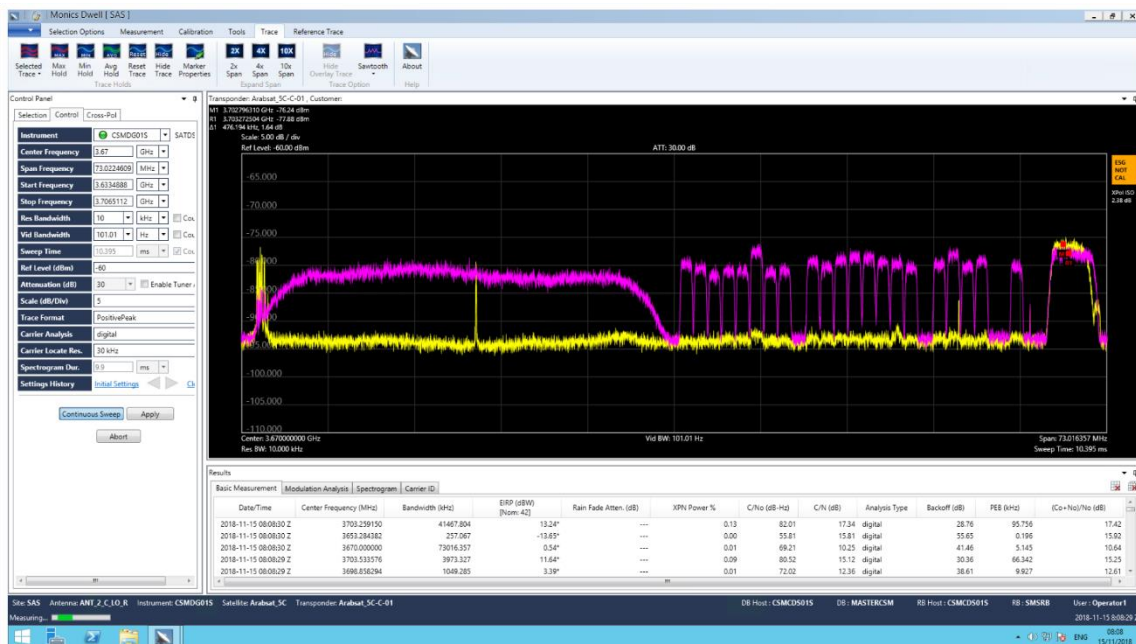 Monics Dwell [ SAS ]
Selection Options Measurement Calibration Tools Trace Reference Trace
Selected Trace Max Hold Min Hold Avg Hold Reset Trace Hide Trace Marker Properties 2x Span 4x Span 10x Span Hide Overlay Trace Sawtooth About
Trace Holds Expand Span Trace Option Help
Control Panel
Selection Control Cross-Pol
Instrument CSMDG01S SATDS
Center Frequency 3.67 GHz
Span Frequency 73.0224609 MHz
Start Frequency 3.6334888 GHz
Stop Frequency 3.7065112 GHz
Res Bandwidth 10 kHz Cou
Vid Bandwidth 101.01 Hz Cou
Sweep Time 10.395 ms Cou
Ref Level (dBm) -60
Attenuation (dB) 30 Enable Tuner
Scale (dB/Div) 5
Trace Format PositivePeak
Carrier Analysis digital
Carrier Locate Res. 30 kHz
Spectrogram Dur. 9.9 ms
Settings History Initial Settings
Continuous Sweep Apply
Abort
Transponder: Arabsat_5C-C-01 , Customer:
M1 3.702796310 GHz -76.24 dBm
R1 3.703272504 GHz -77.88 dBm
Δ1 476.194 kHz, 1.64 dB
Scale: 5.00 dB / div
Ref Level: -60.00 dBm ATT: 30.00 dB
ESG NOT CAL
XPol ISO
2.38 dB
-65.000
-70.000
-75.000
-80.000
-85.000
-90.000
-95.000
-100.000
-105.000
-110.000
Center: 3.670000000 GHz Vid BW: 101.01 Hz Span: 73.016357 MHz
Res BW: 10.000 kHz Sweep Time: 10.395 ms
Results
Basic Measurement Modulation Analysis Spectrogram Carrier ID
Date/Time Center Frequency (MHz) Bandwidth (kHz) EIRP (dBW) [Nom: 42] Rain Fade Atten. (dB) XPN Power % C/No (dB-Hz) C/N (dB) Analysis Type Backoff (dB) PEB (kHz) (Co+No)/No (dB)
2018-11-15 08:08:30 Z 3703.259150 41467.804 13.24* --- 0.13 82.01 17.34 digital 28.76 95.756 17.42
2018-11-15 08:08:30 Z 3653.284382 257.067 -13.65* --- 0.00 55.81 15.81 digital 55.65 0.196 15.92
2018-11-15 08:08:30 Z 3670.000000 73016.357 0.54* --- 0.01 69.21 10.25 digital 41.46 5.145 10.64
2018-11-15 08:08:29 Z 3703.533576 3973.327 11.64* --- 0.09 80.52 15.12 digital 30.36 66.342 15.25
2018-11-15 08:08:29 Z 3698.858294 1049.285 3.39* --- 0.01 72.02 12.36 digital 38.61 9.927 12.61
Site: SAS Antenna: ANT_2_C_LO_R Instrument: CSMDG01S Satellite: Arabsat_5C Transponder: Arabsat_5C-C-01 DB Host : CSMCDS01S DB : MASTERCSM RB Host : CSMCDS01S RB : SMSRB User : Operator1
Measuring... 2018-11-15 8:08:29
ENG 08:08
15/11/2018